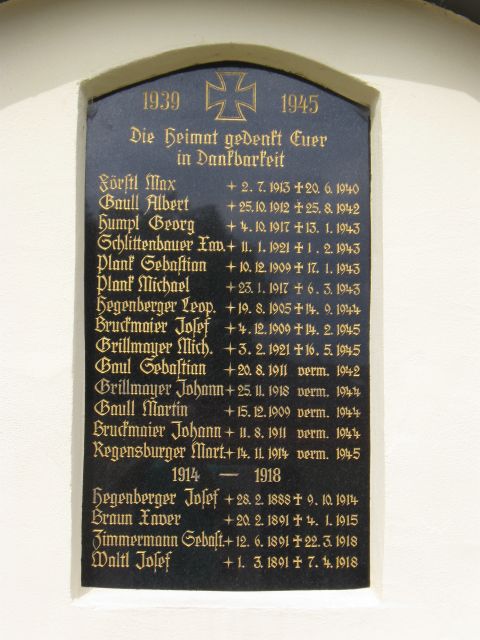 1939 1945
Die Heimat gedenkt Euer
in Dankbarkeit
Förstl Max + 2. 7. 1913 ✝ 20. 6. 1940
Gaull Albert + 25. 10. 1912 ✝ 25. 8. 1942
Humpl Georg + 4. 10. 1917 ✝ 13. 1. 1943
Schlittenbauer Xav. + 11. 1. 1921 ✝ 1. 2. 1943
Plank Sebastian + 10. 12. 1909 ✝ 17. 1. 1943
Plank Michael + 23. 1. 1917 ✝ 6. 3. 1943
Hegenberger Leop. + 19. 8. 1905 ✝ 14. 9. 1944
Bruckmaier Josef + 4. 12. 1909 ✝ 14. 2. 1945
Grillmayer Mich. + 3. 2. 1921 ✝ 16. 5. 1945
Gaul Sebastian + 20. 8. 1911 verm. 1942
Grillmayer Johann + 25. 11. 1918 verm. 1944
Gaull Martin + 15. 12. 1909 verm. 1944
Bruckmaier Johann + 11. 8. 1911 verm. 1944
Regensburger Mart. + 14. 11. 1914 verm. 1945
1914 — 1918
Hegenberger Josef + 28. 2. 1888 ✝ 9. 10. 1914
Braun Xaver + 20. 2. 1891 ✝ 4. 1. 1915
Zimmermann Sebast. + 12. 6. 1891 ✝ 22. 3. 1918
Waltl Josef + 1. 3. 1891 ✝ 7. 4. 1918